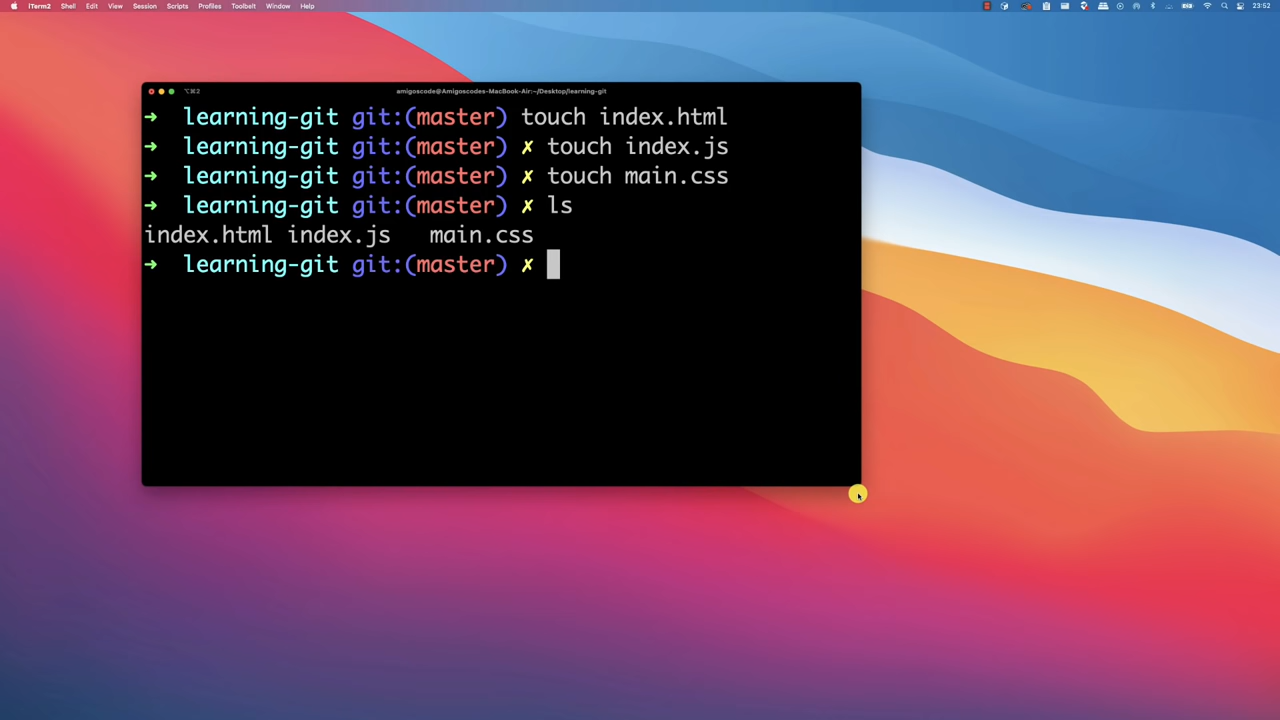 iTerm2 Shell Edit View Session Scripts Profiles Toolbelt Window Help 23:52
⌥⌘2 amigoscode@Amigoscodes-MacBook-Air:~/Desktop/learning-git
➜ learning-git git:(master) touch index.html
➜ learning-git git:(master) ✗ touch index.js
➜ learning-git git:(master) ✗ touch main.css
➜ learning-git git:(master) ✗ ls
index.html index.js main.css
➜ learning-git git:(master) ✗